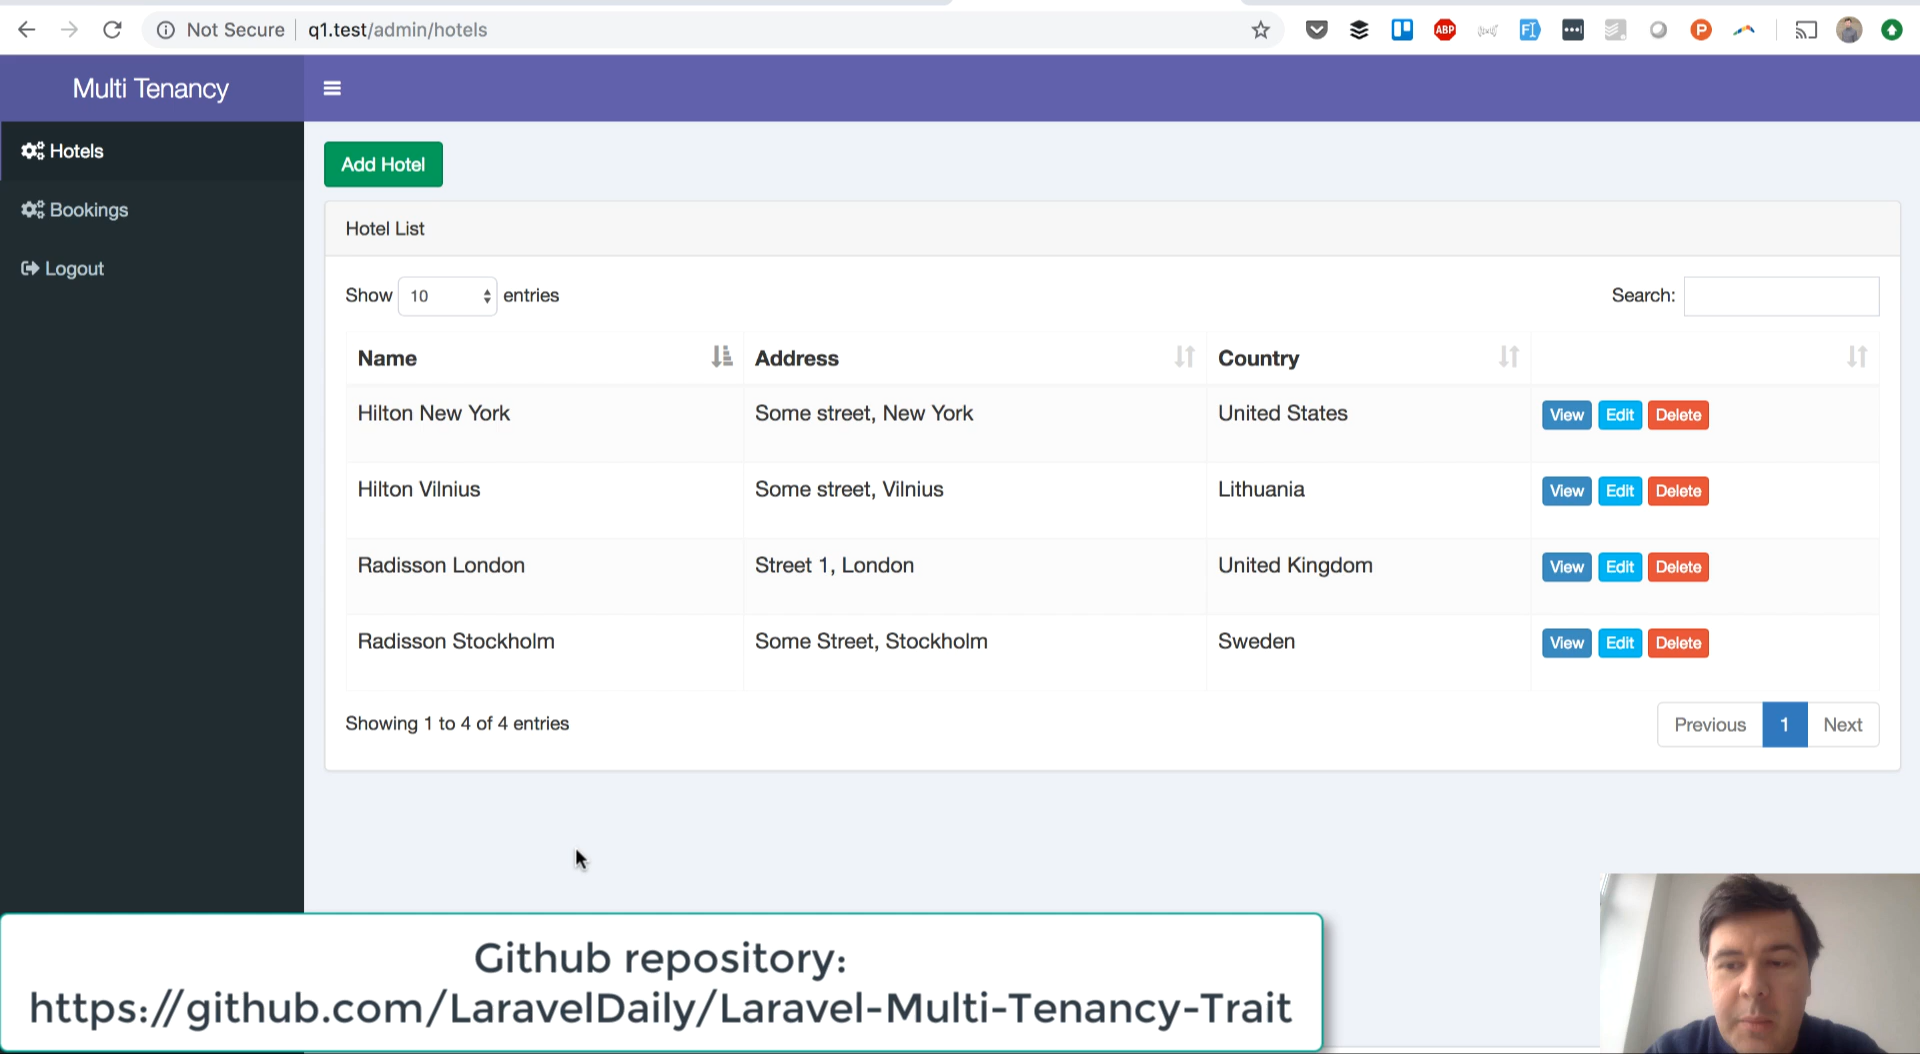 Not Secure | q1.test/admin/hotels
ABP
P
Multi Tenancy
Hotels
Bookings
Logout
Add Hotel
Hotel List
Show 10 entries
Search:
Name Address Country
Hilton New York Some street, New York United States View Edit Delete
Hilton Vilnius Some street, Vilnius Lithuania View Edit Delete
Radisson London Street 1, London United Kingdom View Edit Delete
Radisson Stockholm Some Street, Stockholm Sweden View Edit Delete
Showing 1 to 4 of 4 entries
Previous 1 Next
Github repository:
https://github.com/LaravelDaily/Laravel-Multi-Tenancy-Trait